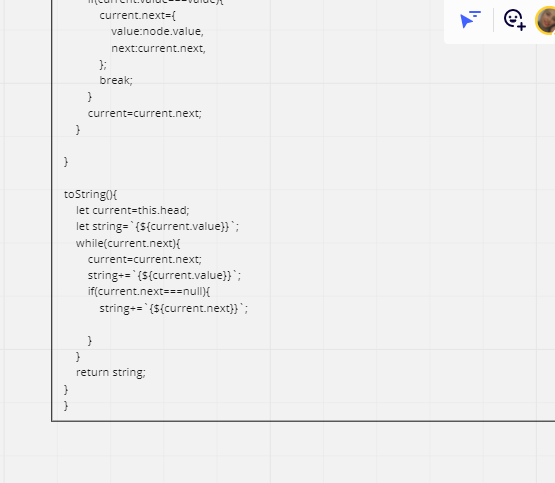 if(current.value===value){
current.next={
value:node.value,
next:current.next,
};
break;
}
current=current.next;
}
}
toString(){
let current=this.head;
let string=`{${current.value}}`;
while(current.next){
current=current.next;
string+=`{${current.value}}`;
if(current.next===null){
string+=`{${current.next}}`;
}
}
return string;
}
}